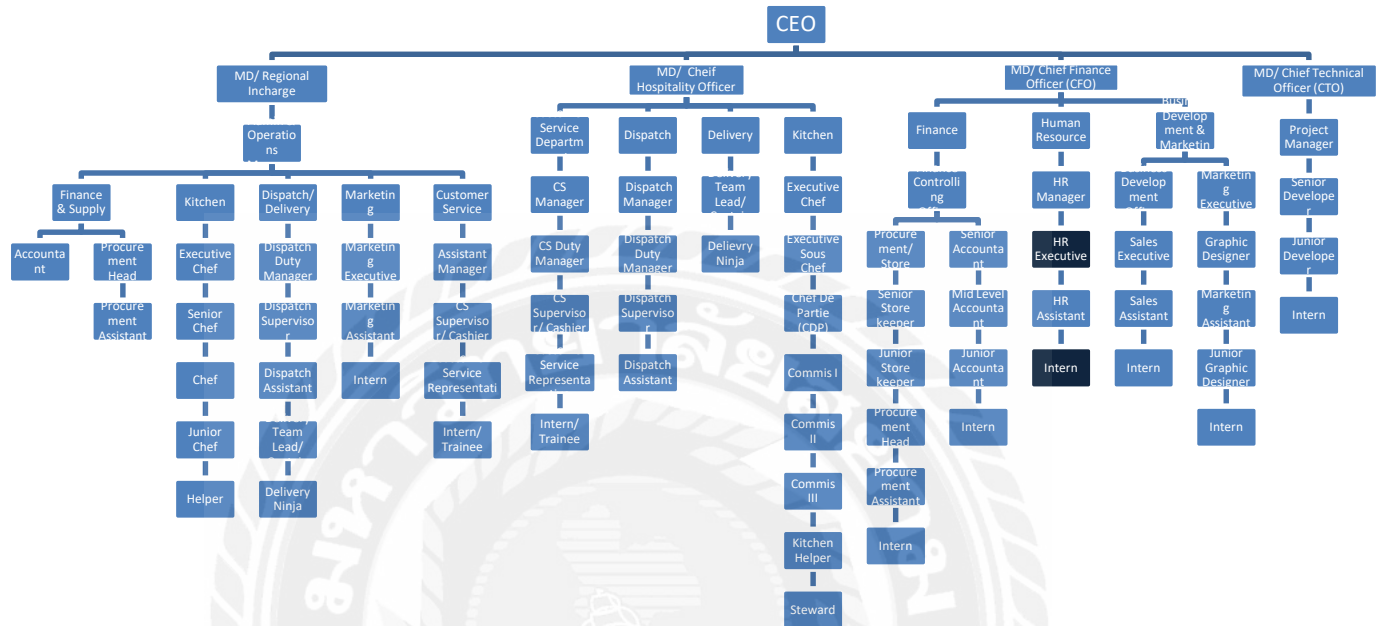 CEO
MD/ Regional
Incharge
MD/ Cheif
Hospitality Officer
MD/ Chief Finance
Officer (CFO)
MD/ Chief Technical
Officer (CTO)
Operatio
ns
Service
Departm
Dispatch
Delivery
Kitchen
Finance
Human
Resource
Develop
ment &
Marketin
Project
Manager
Finance
& Supply
Kitchen
Dispatch/
Delivery
Marketin
g
Customer
Service
CS
Manager
Dispatch
Manager
Team
Lead/
Executive
Chef
Controlli
ng
HR
Manager
Develop
ment
Marketin
g
Executive
Senior
Develope
r
Accounta
nt
Procure
ment
Head
Executive
Chef
Dispatch
Duty
Manager
Marketin
g
Executive
Assistant
Manager
CS Duty
Manager
Dispatch
Duty
Manager
Delievry
Ninja
Executive
Sous
Chef
Procure
ment/
Store
Senior
Accounta
nt
HR
Executive
Sales
Executive
Graphic
Designer
Junior
Develope
r
Procure
ment
Assistant
Senior
Chef
Dispatch
Superviso
r
Marketin
g
Assistant
CS
Superviso
r/ Cashier
CS
Superviso
r/ Cashier
Dispatch
Superviso
r
Chef De
Partie
(CDP)
Senior
Store
keeper
Mid Level
Accounta
nt
HR
Assistant
Sales
Assistant
Marketin
g
Assistant
Intern
Chef
Dispatch
Assistant
Intern
Service
Representati
Service
Representa
Dispatch
Assistant
Commis I
Junior
Store
keeper
Junior
Accounta
nt
Intern
Intern
Junior
Graphic
Designer
Junior
Chef
Team
Lead/
Intern/
Trainee
Intern/
Trainee
Commis
II
Procure
ment
Head
Intern
Intern
Helper
Delivery
Ninja
Commis
III
Procure
ment
Assistant
Kitchen
Helper
Intern
Steward